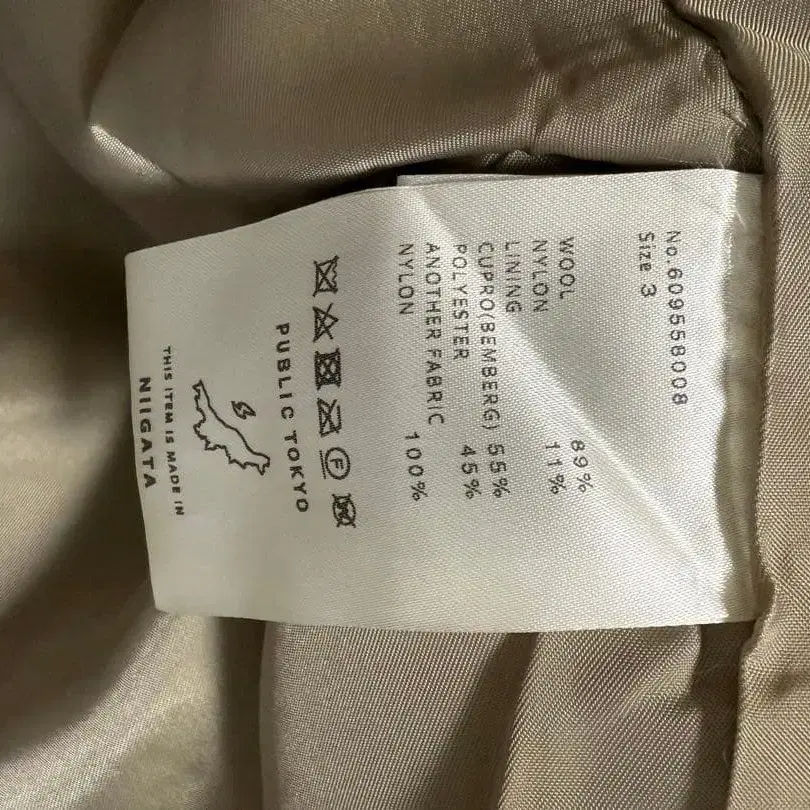 No.609558008
Size 3
WOOL 89%
NYLON 11%
LINING
CUPRO(BEMBERG) 55%
POLYESTER 45%
ANOTHER FABRIC
NYLON 100%
F
PUBLIC TOKYO
THIS ITEM IS MADE IN
NIIGATA